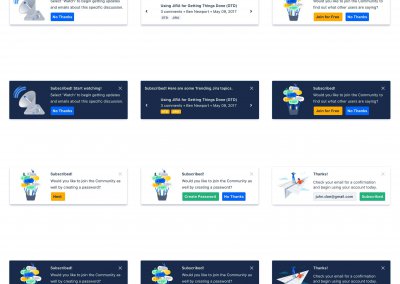 Select "Watch" to begin getting updates
and emails about this specific discussion.
No Thanks
Using JIRA for Getting Things Done (DTD)
3 comments • Ben Newport • May 09, 2017
Would you like to join the Community to
find out what other users are saying?
Join for Free
No Thanks
Subscribed! Start watching!
Select "Watch" to begin getting updates
and emails about this specific discussion.
No Thanks
Subscribed! Here are some Trending Jira topics.
Using JIRA for Getting Things Done (DTD)
3 comments • Ben Newport • May 09, 2017
Subscribed!
Would you like to join the Community to
find out what other users are saying?
Join for Free
No Thanks
Subscribed!
Would you like to join the Community as
well by creating a password?
Next
Subscribed!
Would you like to join the Community as
well by creating a password?
Create Password
No Thanks
Thanks!
Check your email for a confirmation
and begin using your account today.
john.doe@gmail.com
Subscribed
Subscribed!
Would you like to join the Community as
well by creating a password?
Subscribed!
Would you like to join the Community as
well by creating a password?
Thanks!
Check your email for a confirmation
and begin using your account today.